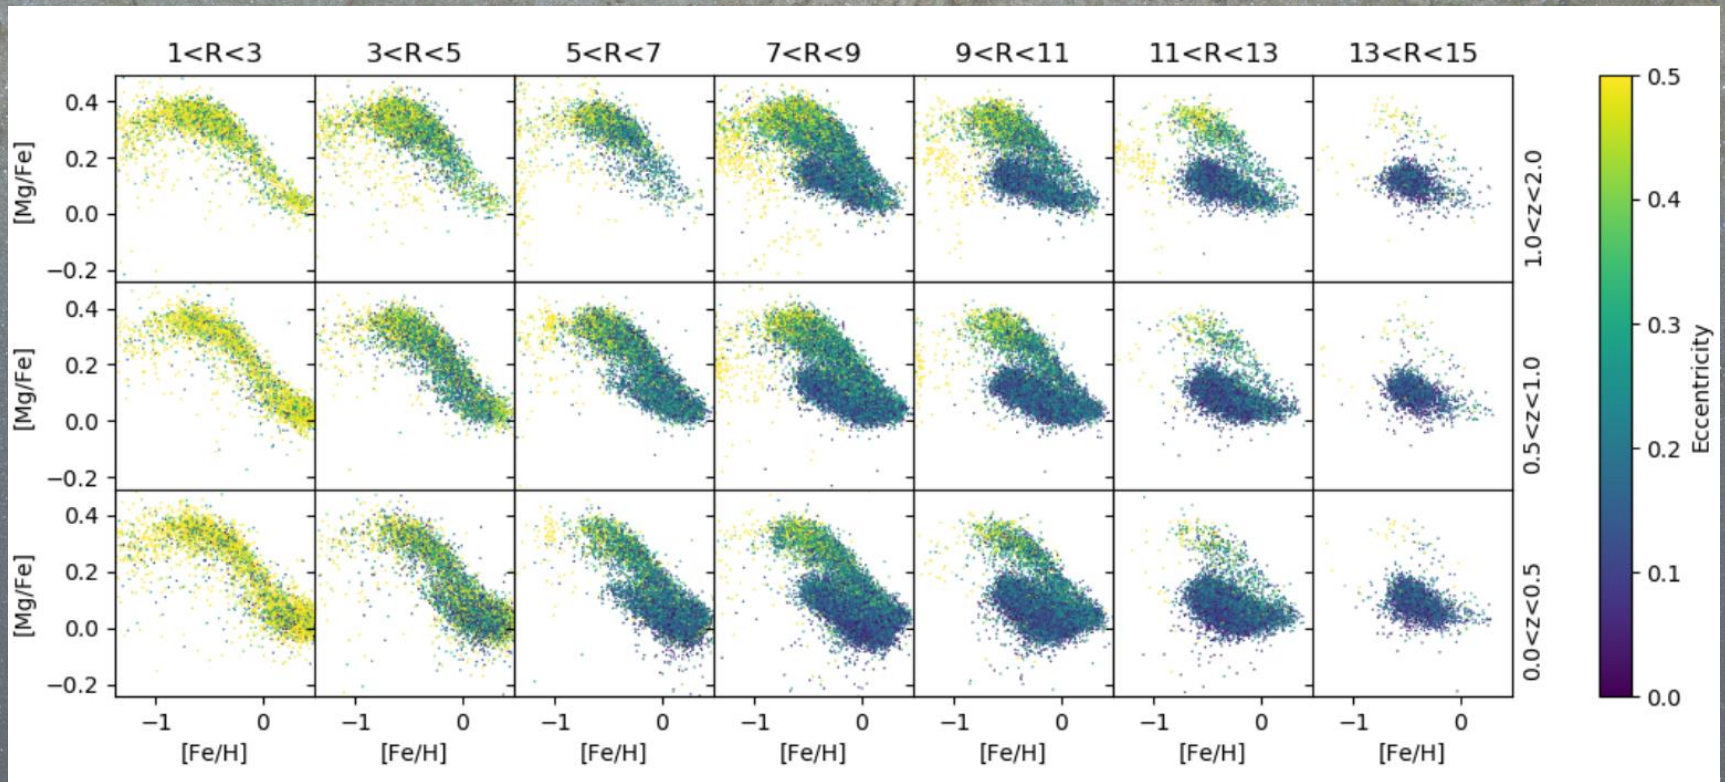 1<R<3 3<R<5 5<R<7 7<R<9 9<R<11 11<R<13 13<R<15
0.4
0.2
0.0
−0.2
[Mg/Fe]
1.0<z<2.0
0.4
0.2
0.0
−0.2
[Mg/Fe]
0.5<z<1.0
0.4
0.2
0.0
−0.2
[Mg/Fe]
0.0<z<0.5
−1 0 −1 0 −1 0 −1 0 −1 0 −1 0 −1 0
[Fe/H] [Fe/H] [Fe/H] [Fe/H] [Fe/H] [Fe/H] [Fe/H]
0.5
0.4
0.3
0.2
0.1
0.0
Eccentricity